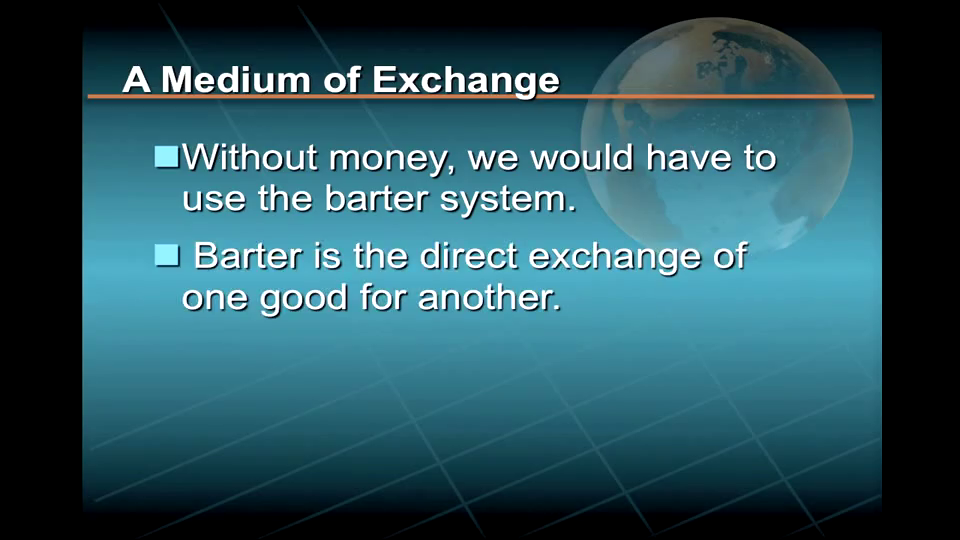 A Medium of Exchange
Without money, we would have to
use the barter system.
Barter is the direct exchange of
one good for another.